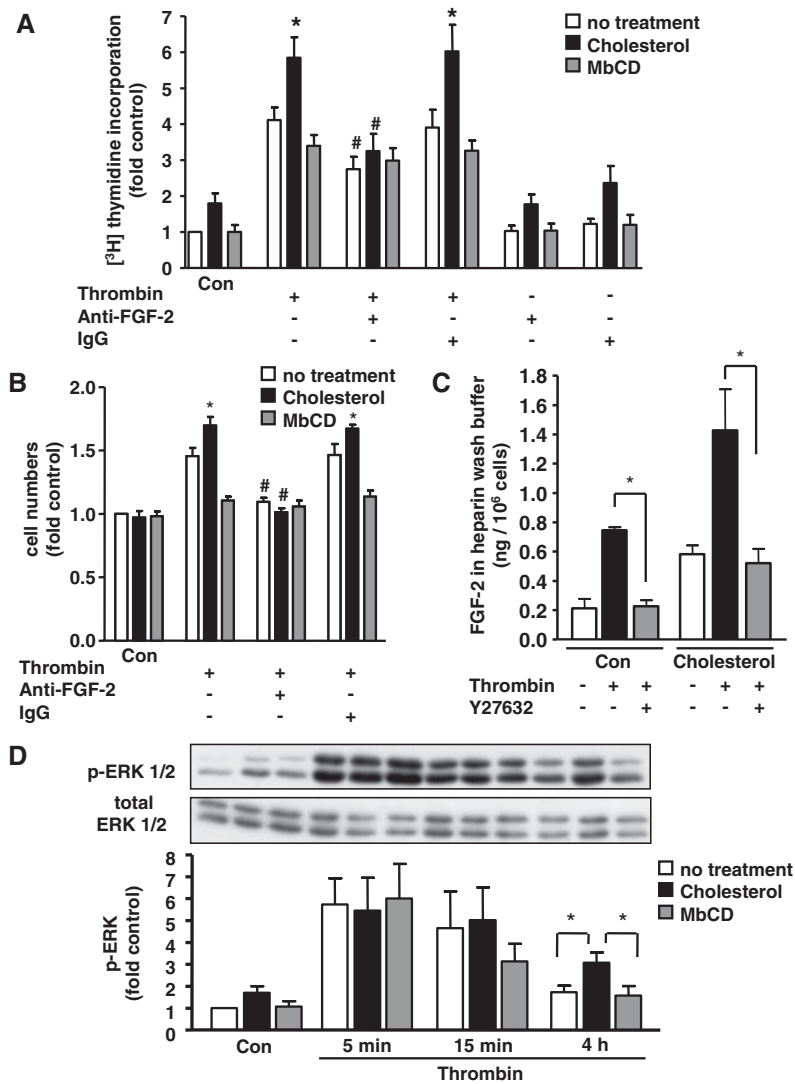 A
[³H] thymidine incorporation
(fold control)
7
6
5
4
3
2
1
0
*
#
#
*
no treatment
Cholesterol
MbCD
Con
Thrombin + + + - -
Anti-FGF-2 - + - + -
IgG - - + - +
B
cell numbers
(fold control)
2.0
1.5
1.0
0.5
0.0
no treatment
Cholesterol
MbCD
*
#
#
*
Con
Thrombin + + +
Anti-FGF-2 - + -
IgG - - +
C
FGF-2 in heparin wash buffer
(ng / 10⁶ cells)
1.8
1.6
1.4
1.2
1.0
0.8
0.6
0.4
0.2
0.0
*
*
Con Cholesterol
Thrombin - + + - + +
Y27632 - - + - - +
D
p-ERK 1/2
total
ERK 1/2
p-ERK
(fold control)
8
7
6
5
4
3
2
1
0
* *
no treatment
Cholesterol
MbCD
Con 5 min 15 min 4 h
Thrombin